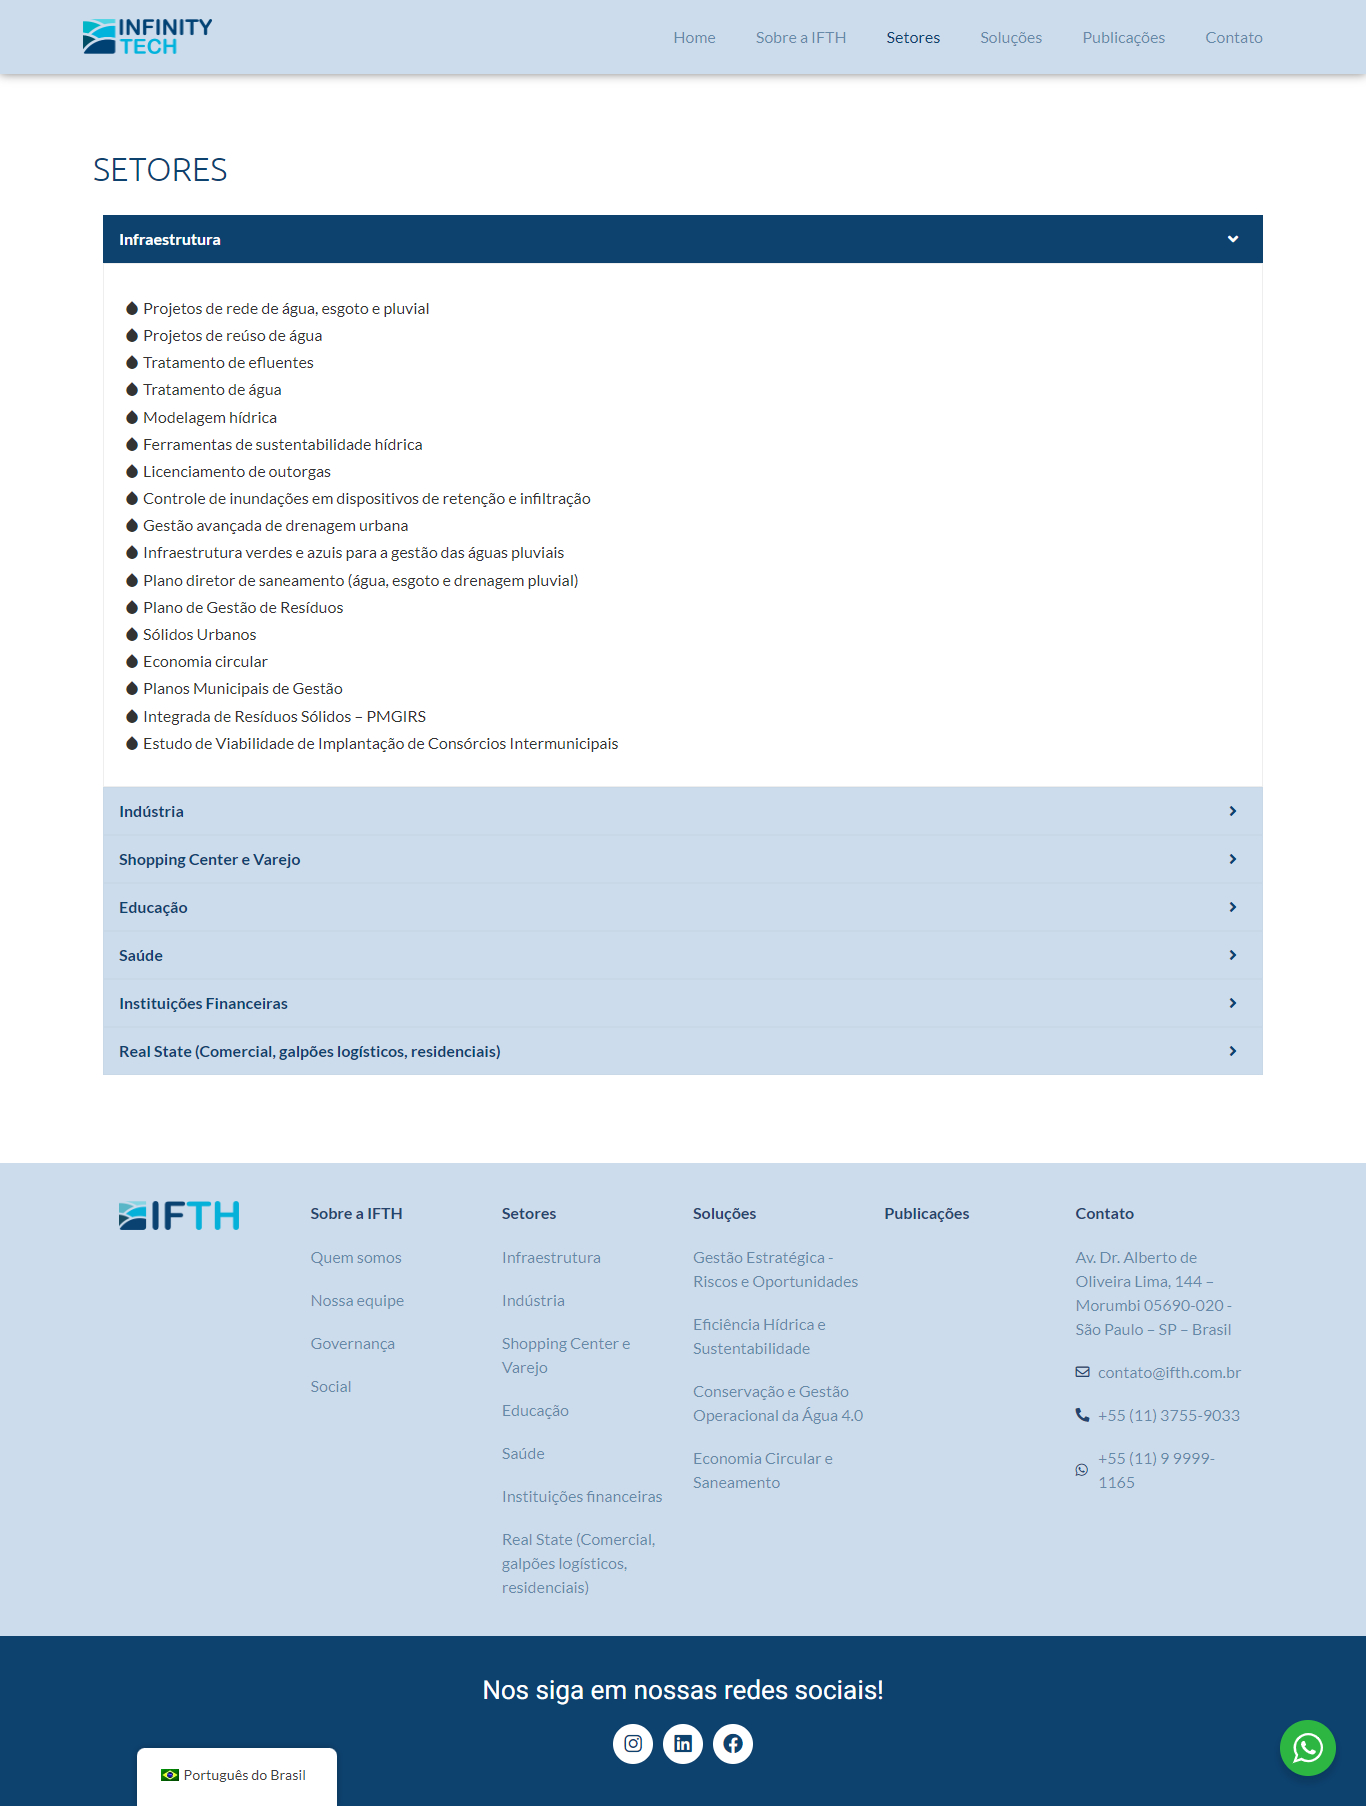 INFINITY
TECH
Home
Sobre a IFTH
Setores
Soluções
Publicações
Contato
SETORES
Infraestrutura
Projetos de rede de água, esgoto e pluvial
Projetos de reúso de água
Tratamento de efluentes
Tratamento de água
Modelagem hídrica
Ferramentas de sustentabilidade hídrica
Licenciamento de outorgas
Controle de inundações em dispositivos de retenção e infiltração
Gestão avançada de drenagem urbana
Infraestrutura verdes e azuis para a gestão das águas pluviais
Plano diretor de saneamento (água, esgoto e drenagem pluvial)
Plano de Gestão de Resíduos
Sólidos Urbanos
Economia circular
Planos Municipais de Gestão
Integrada de Resíduos Sólidos – PMGIRS
Estudo de Viabilidade de Implantação de Consórcios Intermunicipais
Indústria
Shopping Center e Varejo
Educação
Saúde
Instituições Financeiras
Real State (Comercial, galpões logísticos, residenciais)
IFTH
Sobre a IFTH
Quem somos
Nossa equipe
Governança
Social
Setores
Infraestrutura
Indústria
Shopping Center e
Varejo
Educação
Saúde
Instituições financeiras
Real State (Comercial,
galpões logísticos,
residenciais)
Soluções
Gestão Estratégica -
Riscos e Oportunidades
Eficiência Hídrica e
Sustentabilidade
Conservação e Gestão
Operacional da Água 4.0
Economia Circular e
Saneamento
Publicações
Contato
Av. Dr. Alberto de
Oliveira Lima, 144 –
Morumbi 05690-020 -
São Paulo – SP – Brasil
contato@ifth.com.br
+55 (11) 3755-9033
+55 (11) 9 9999-
1165
Nos siga em nossas redes sociais!
Português do Brasil